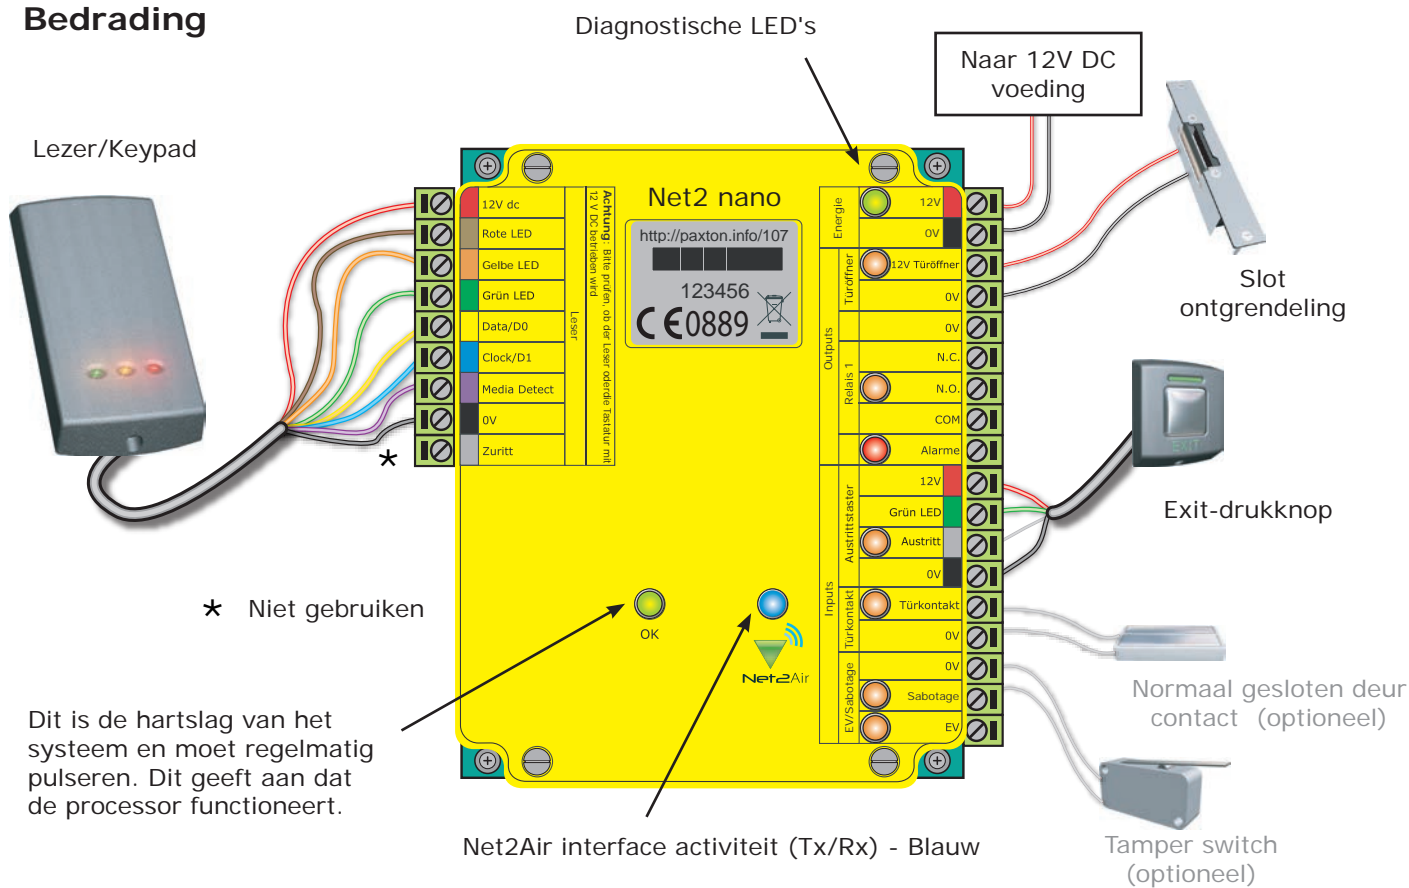 Bedrading
Diagnostische LED's
Naar 12V DC
voeding
Lezer/Keypad
Net2 nano
http://paxton.info/107
123456
CE0889
Achtung: Bitte prüfen, ob der Leser oderdie Tastatur mit
12 V DC betrieben wird
Leser
12V dc
Rote LED
Gelbe LED
Grün LED
Data/D0
Clock/D1
Media Detect
0V
Zuritt
*
Energie
12V
0V
Outputs
Türöffner
12V Türöffner
0V
Relais 1
0V
N.C.
N.O.
COM
Alarme
Inputs
Austrittstaster
12V
Grün LED
Austritt
0V
Türkontakt
Türkontakt
0V
EV/Sabotage
0V
Sabotage
EV
Slot
ontgrendeling
EXIT
Exit-drukknop
* Niet gebruiken
OK
Net2Air
Normaal gesloten deur
contact (optioneel)
Dit is de hartslag van het
systeem en moet regelmatig
pulseren. Dit geeft aan dat
de processor functioneert.
Net2Air interface activiteit (Tx/Rx) - Blauw
Tamper switch
(optioneel)